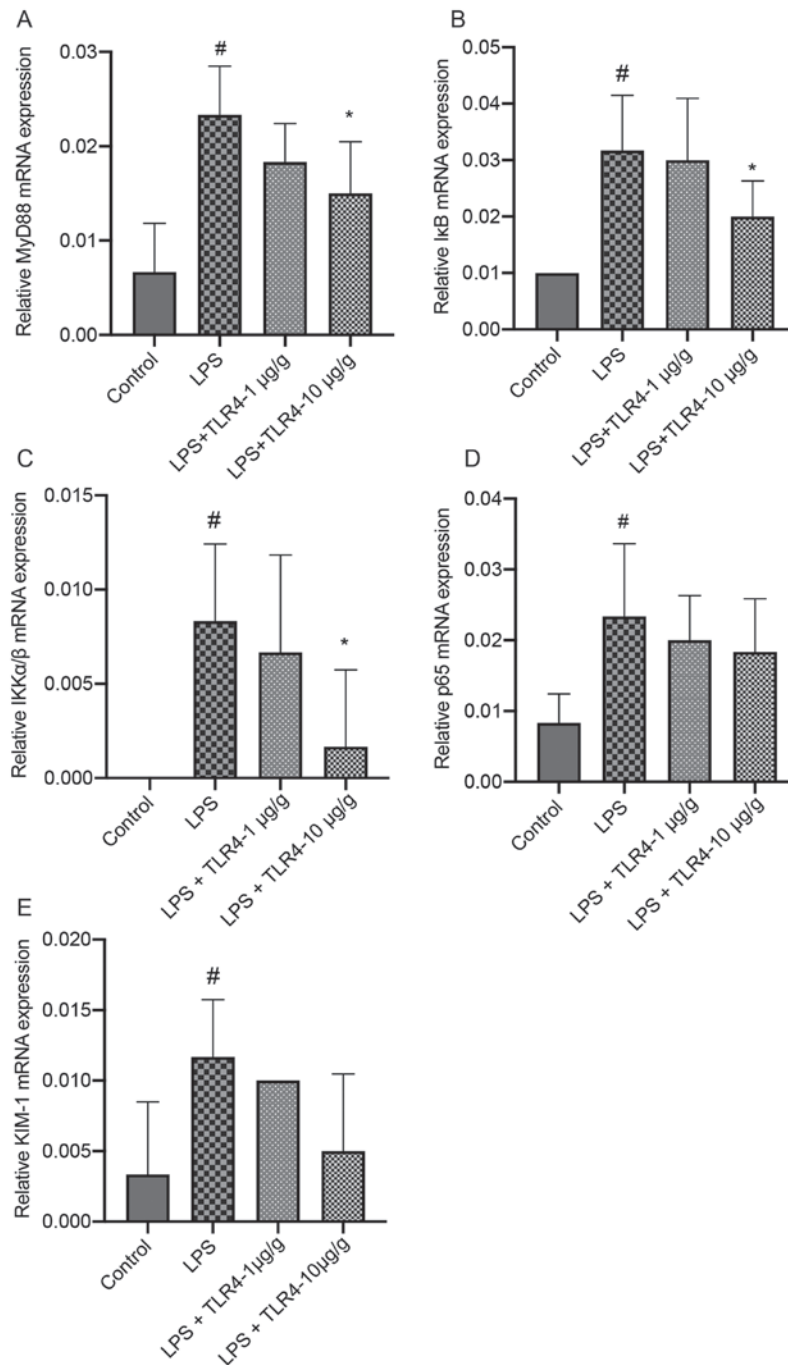 A
Relative MyD88 mRNA expression
0.03
0.02
0.01
0.00
#
*
Control
LPS
LPS+TLR4-1 µg/g
LPS+TLR4-10 µg/g
B
Relative IκB mRNA expression
0.05
0.04
0.03
0.02
0.01
0.00
#
*
Control
LPS
LPS+TLR4-1 µg/g
LPS+TLR4-10 µg/g
C
Relative IKKα/β mRNA expression
0.015
0.010
0.005
0.000
#
*
Control
LPS
LPS + TLR4-1 µg/g
LPS + TLR4-10 µg/g
D
Relative p65 mRNA expression
0.04
0.03
0.02
0.01
0.00
#
Control
LPS
LPS + TLR4-1 µg/g
LPS + TLR4-10 µg/g
E
Relative KIM-1 mRNA expression
0.020
0.015
0.010
0.005
0.000
#
Control
LPS
LPS + TLR4-1µg/g
LPS + TLR4-10µg/g